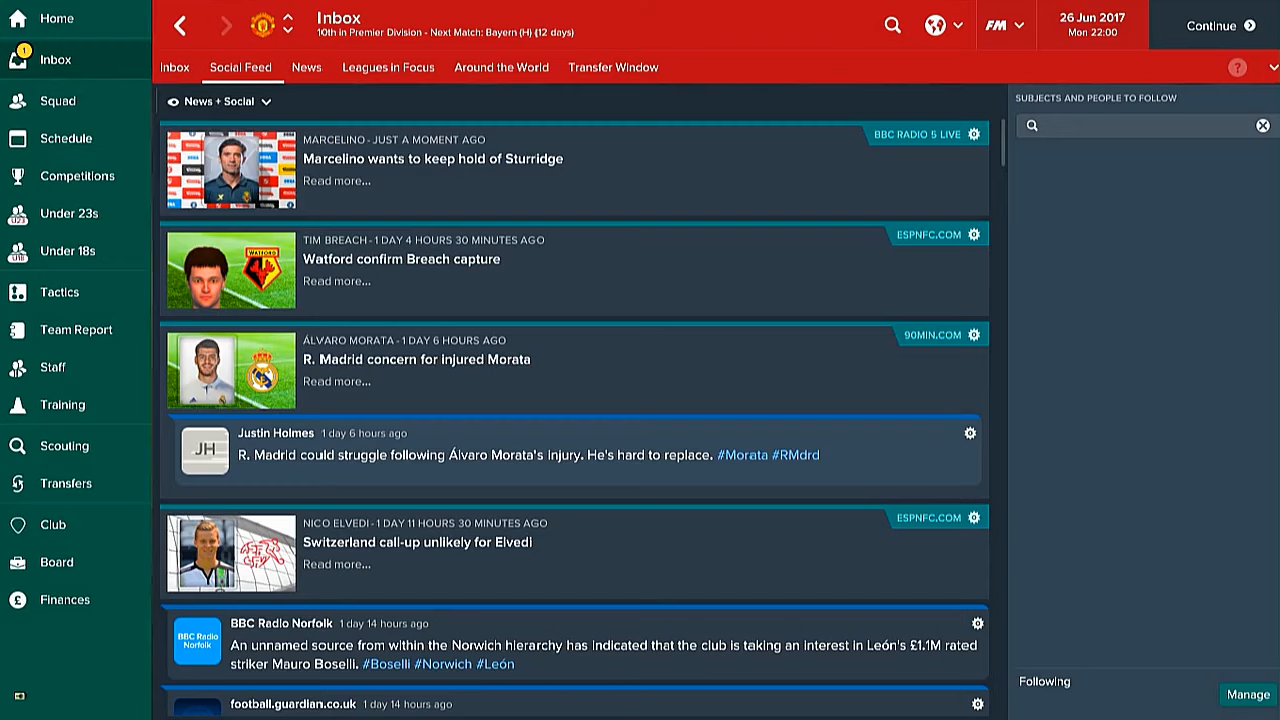 Home
1
Inbox
Squad
Schedule
Competitions
U23
Under 23s
U18
Under 18s
Tactics
Team Report
Staff
Training
Scouting
Transfers
Club
Board
£
Finances
Inbox
10th in Premier Division - Next Match: Bayern (H) (12 days)
FM
26 Jun 2017
Mon 22:00
Continue
Inbox
Social Feed
News
Leagues in Focus
Around the World
Transfer Window
?
News + Social
MARCELINO - JUST A MOMENT AGO
BBC RADIO 5 LIVE
Marcelino wants to keep hold of Sturridge
Read more...
TIM BREACH - 1 DAY 4 HOURS 30 MINUTES AGO
ESPNFC.COM
WATFORD
Watford confirm Breach capture
Read more...
ÁLVARO MORATA - 1 DAY 6 HOURS AGO
90MIN.COM
R. Madrid concern for injured Morata
Read more...
JH
Justin Holmes 1 day 6 hours ago
R. Madrid could struggle following Álvaro Morata's injury. He's hard to replace. #Morata #RMdrd
NICO ELVEDI - 1 DAY 11 HOURS 30 MINUTES AGO
ESPNFC.COM
Switzerland call-up unlikely for Elvedi
Read more...
BBC Radio
Norfolk
BBC Radio Norfolk 1 day 14 hours ago
An unnamed source from within the Norwich hierarchy has indicated that the club is taking an interest in León's £1.1M rated
striker Mauro Boselli. #Boselli #Norwich #León
football.guardian.co.uk 1 day 14 hours ago
SUBJECTS AND PEOPLE TO FOLLOW
Following
Manage